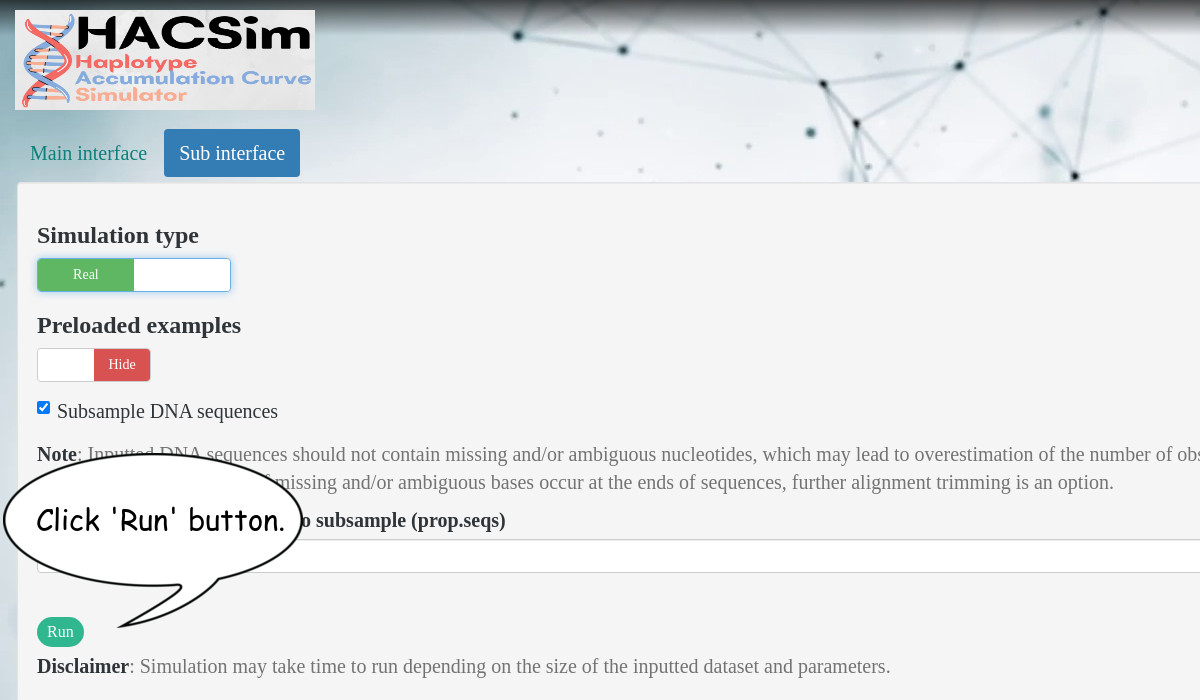 HACSim
Haplotype
Accumulation Curve
Simulator
Main interface Sub interface
Simulation type
Real
Preloaded examples
Hide
Subsample DNA sequences
Note: Inputted DNA sequences should not contain missing and/or ambiguous nucleotides, which may lead to overestimation of the number of obs
missing and/or ambiguous bases occur at the ends of sequences, further alignment trimming is an option.
Click 'Run' button.
o subsample (prop.seqs)
Run
Disclaimer: Simulation may take time to run depending on the size of the inputted dataset and parameters.